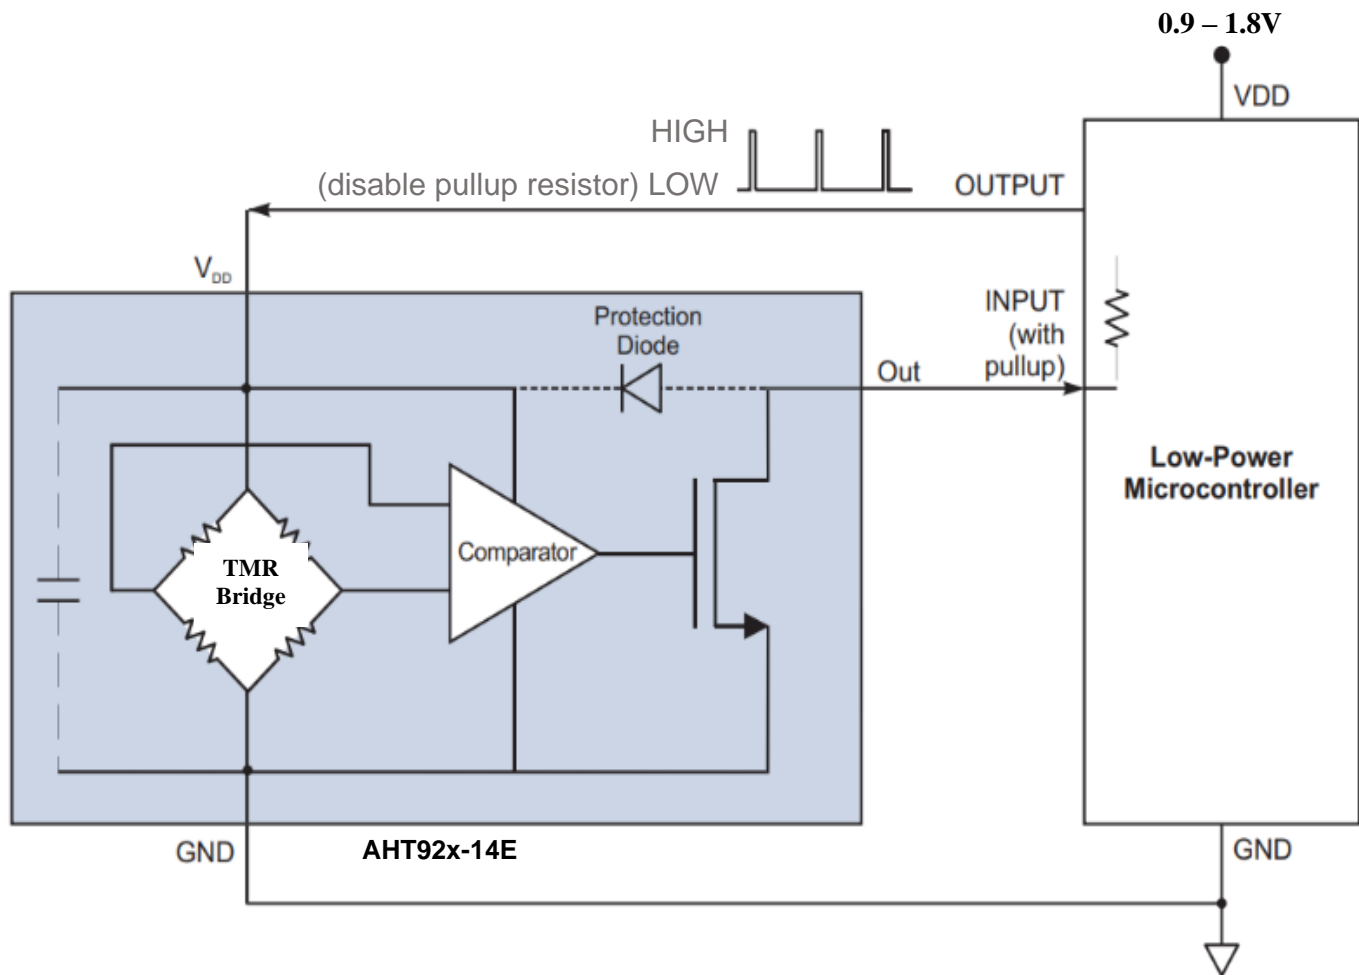 0.9 – 1.8V
VDD
HIGH
(disable pullup resistor) LOW
OUTPUT
VDD
Protection
Diode
INPUT
(with
pullup)
Out
Low-Power
Microcontroller
Comparator
TMR
Bridge
GND
AHT92x-14E
GND